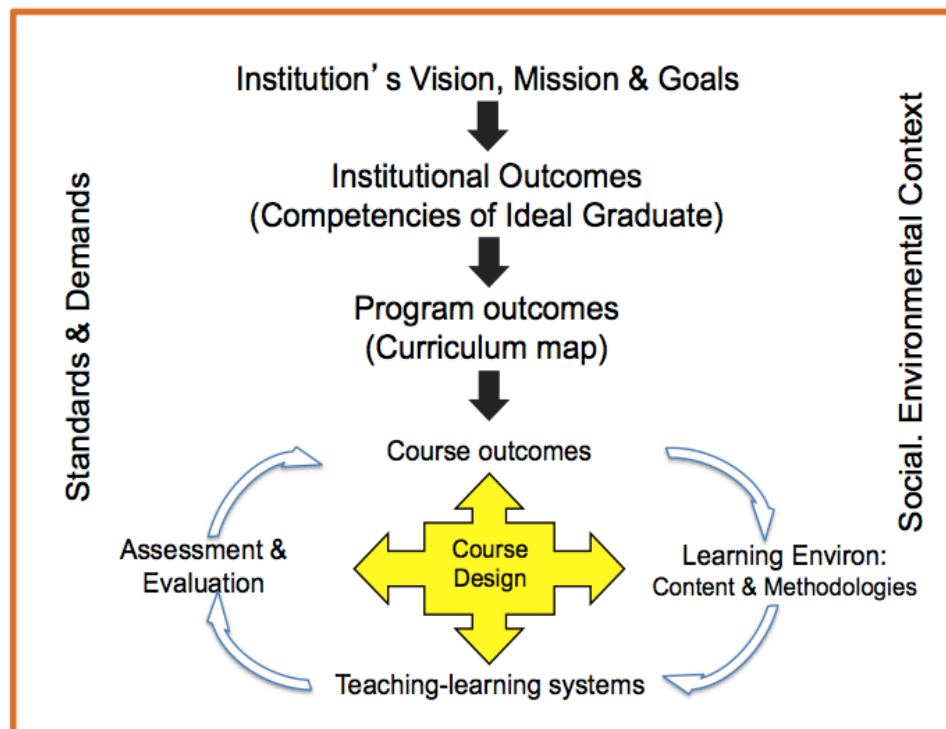 Institution's Vision, Mission & Goals
Institutional Outcomes
(Competencies of Ideal Graduate)
Program outcomes
(Curriculum map)
Standards & Demands
Social. Environmental Context
Course outcomes
Assessment &
Evaluation
Course
Design
Learning Environ:
Content & Methodologies
Teaching-learning systems